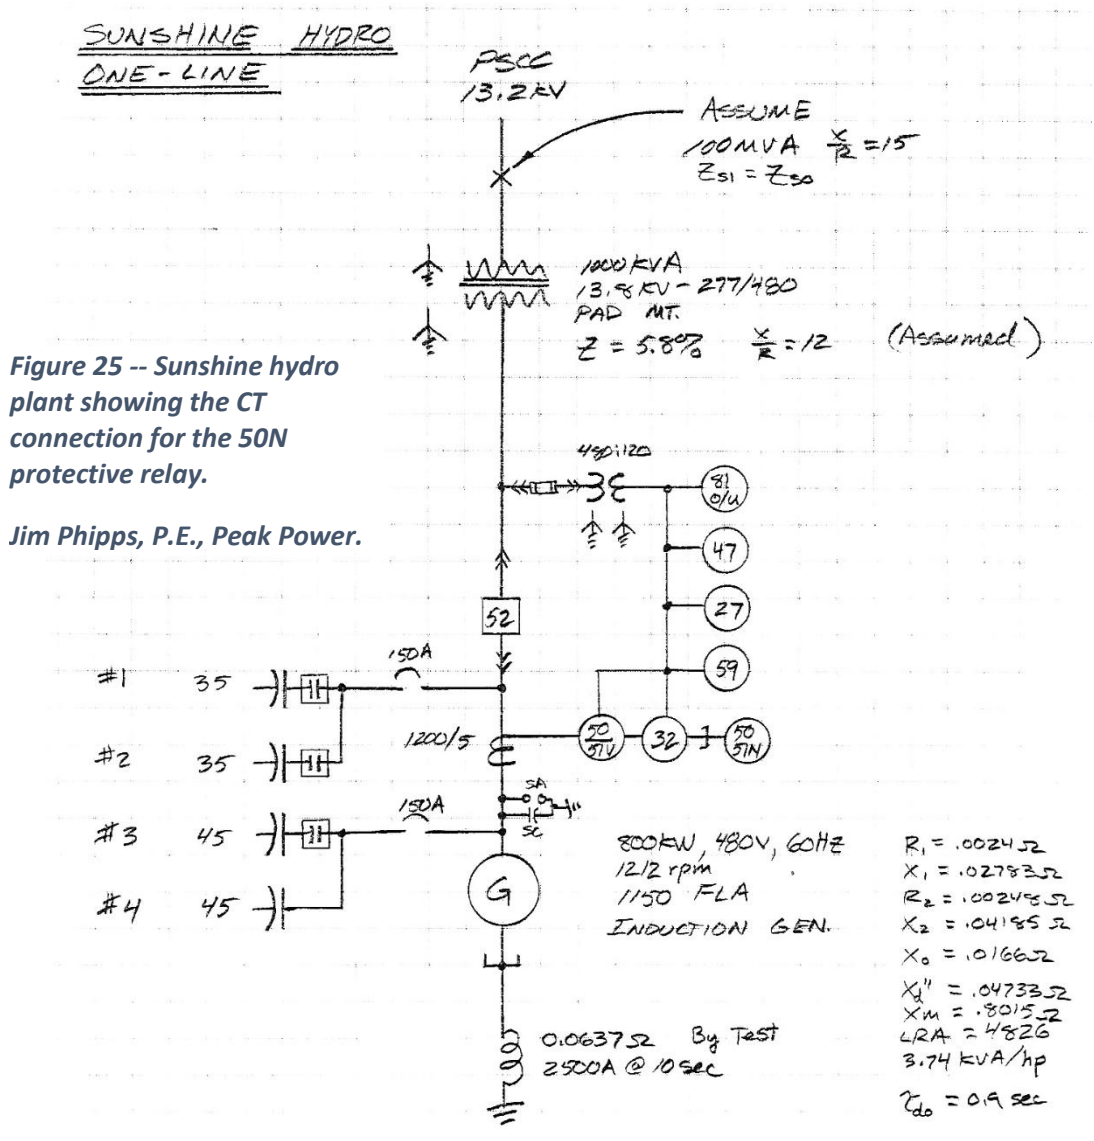 SUNSHINE HYDRO
ONE-LINE
PSCC
13.2KV
ASSUME
100MVA X/R = 15
ZS1 = ZS0
1000 KVA
13.8 KV - 277/480
PAD MT.
Z = 5.8% X/R = 12 (Assumed)
Figure 25 -- Sunshine hydro
plant showing the CT
connection for the 50N
protective relay.
Jim Phipps, P.E., Peak Power.
480:120
81
O/U
47
27
59
52
150A
#1 35
#2 35
1200/5
50
51V
32
50
51N
SA
SC
150A
#3 45
#4 45
G
800KW, 480V, 60HZ
1212 rpm
1150 FLA
INDUCTION GEN.
R1 = .0024Ω
X1 = .02783Ω
R2 = .00248Ω
X2 = .04185Ω
X0 = .0166Ω
Xd" = .04733Ω
Xm = .8015Ω
LRA = 4826
3.74 KVA/hp
τdo = 0.9 sec
0.0637Ω By Test
2500A @ 10 sec